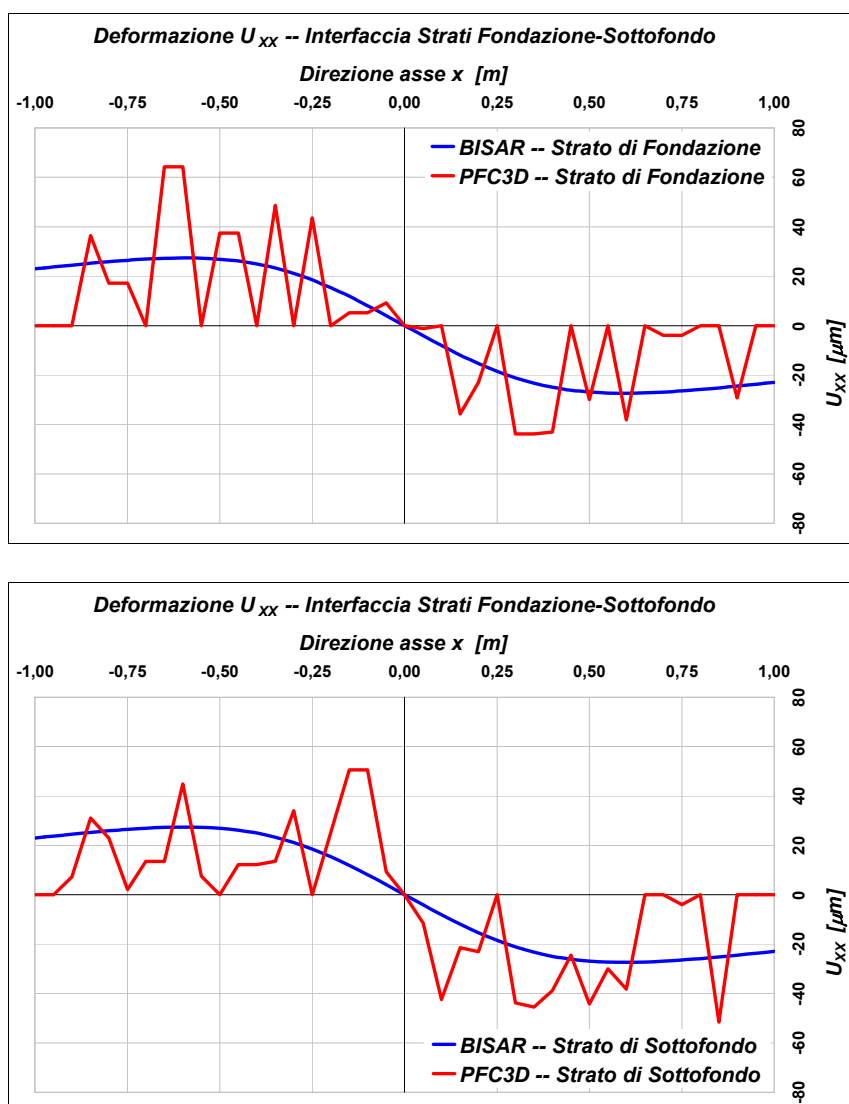 Deformazione U XX -- Interfaccia Strati Fondazione-Sottofondo
Direzione asse x [m]
-1,00 -0,75 -0,50 -0,25 0,00 0,25 0,50 0,75 1,00
BISAR -- Strato di Fondazione
PFC3D -- Strato di Fondazione
80
60
40
20
0
-20
-40
-60
-80
U XX [μm]
Deformazione U XX -- Interfaccia Strati Fondazione-Sottofondo
Direzione asse x [m]
-1,00 -0,75 -0,50 -0,25 0,00 0,25 0,50 0,75 1,00
80
60
40
20
0
-20
-40
-60
-80
U XX [μm]
BISAR -- Strato di Sottofondo
PFC3D -- Strato di Sottofondo